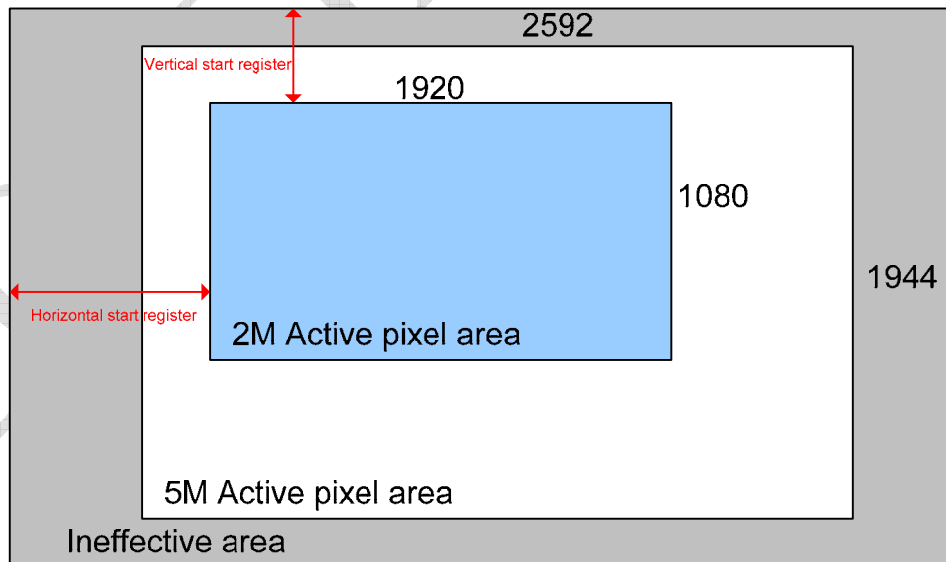 2592
Vertical start register
1920
1080
1944
Horizontal start register
2M Active pixel area
5M Active pixel area
Ineffective area